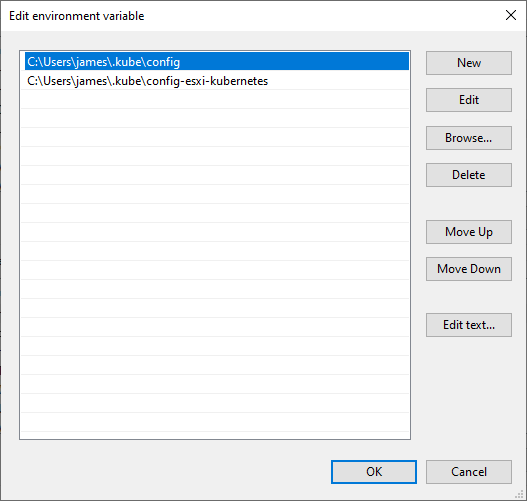 Edit environment variable
C:\Users\james\.kube\config
C:\Users\james\.kube\config-esxi-kubernetes
New
Edit
Browse...
Delete
Move Up
Move Down
Edit text...
OK
Cancel